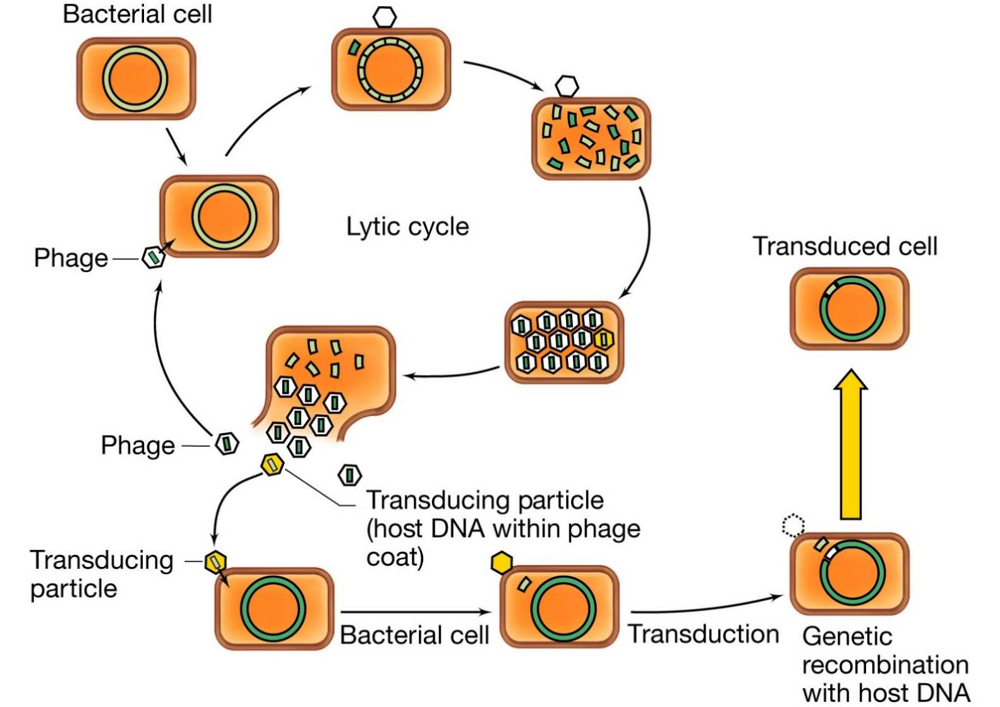 Bacterial cell
Lytic cycle
Phage
Transduced cell
Phage
Transducing particle
(host DNA within phage
coat)
Transducing
particle
Bacterial cell
Transduction
Genetic
recombination
with host DNA